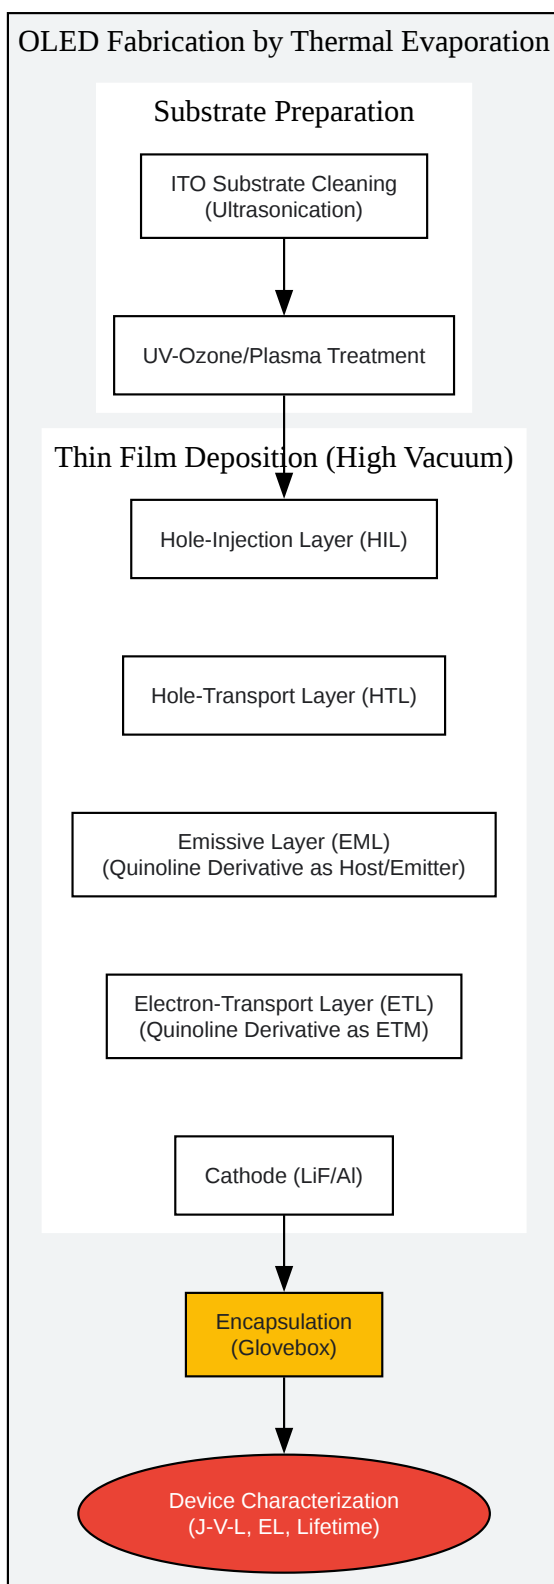 OLED Fabrication by Thermal Evaporation
Substrate Preparation
ITO Substrate Cleaning
(Ultrasonication)
UV-Ozone/Plasma Treatment
Thin Film Deposition (High Vacuum)
Hole-Injection Layer (HIL)
Hole-Transport Layer (HTL)
Emissive Layer (EML)
(Quinoline Derivative as Host/Emitter)
Electron-Transport Layer (ETL)
(Quinoline Derivative as ETM)
Cathode (LiF/Al)
Encapsulation
(Glovebox)
Device Characterization
(J-V-L, EL, Lifetime)